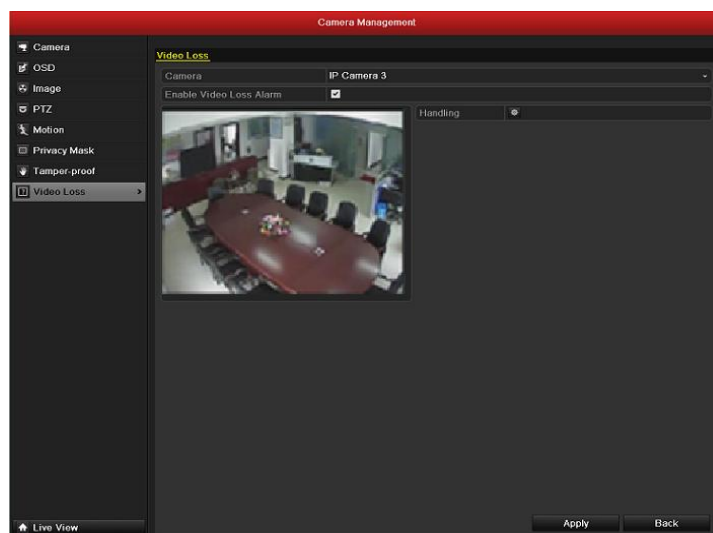 Camera Management
Camera
OSD
Image
PTZ
Motion
Privacy Mask
Tamper-proof
Video Loss
Live View
Video Loss
Camera IP Camera 3
Enable Video Loss Alarm
Handling
Apply Back